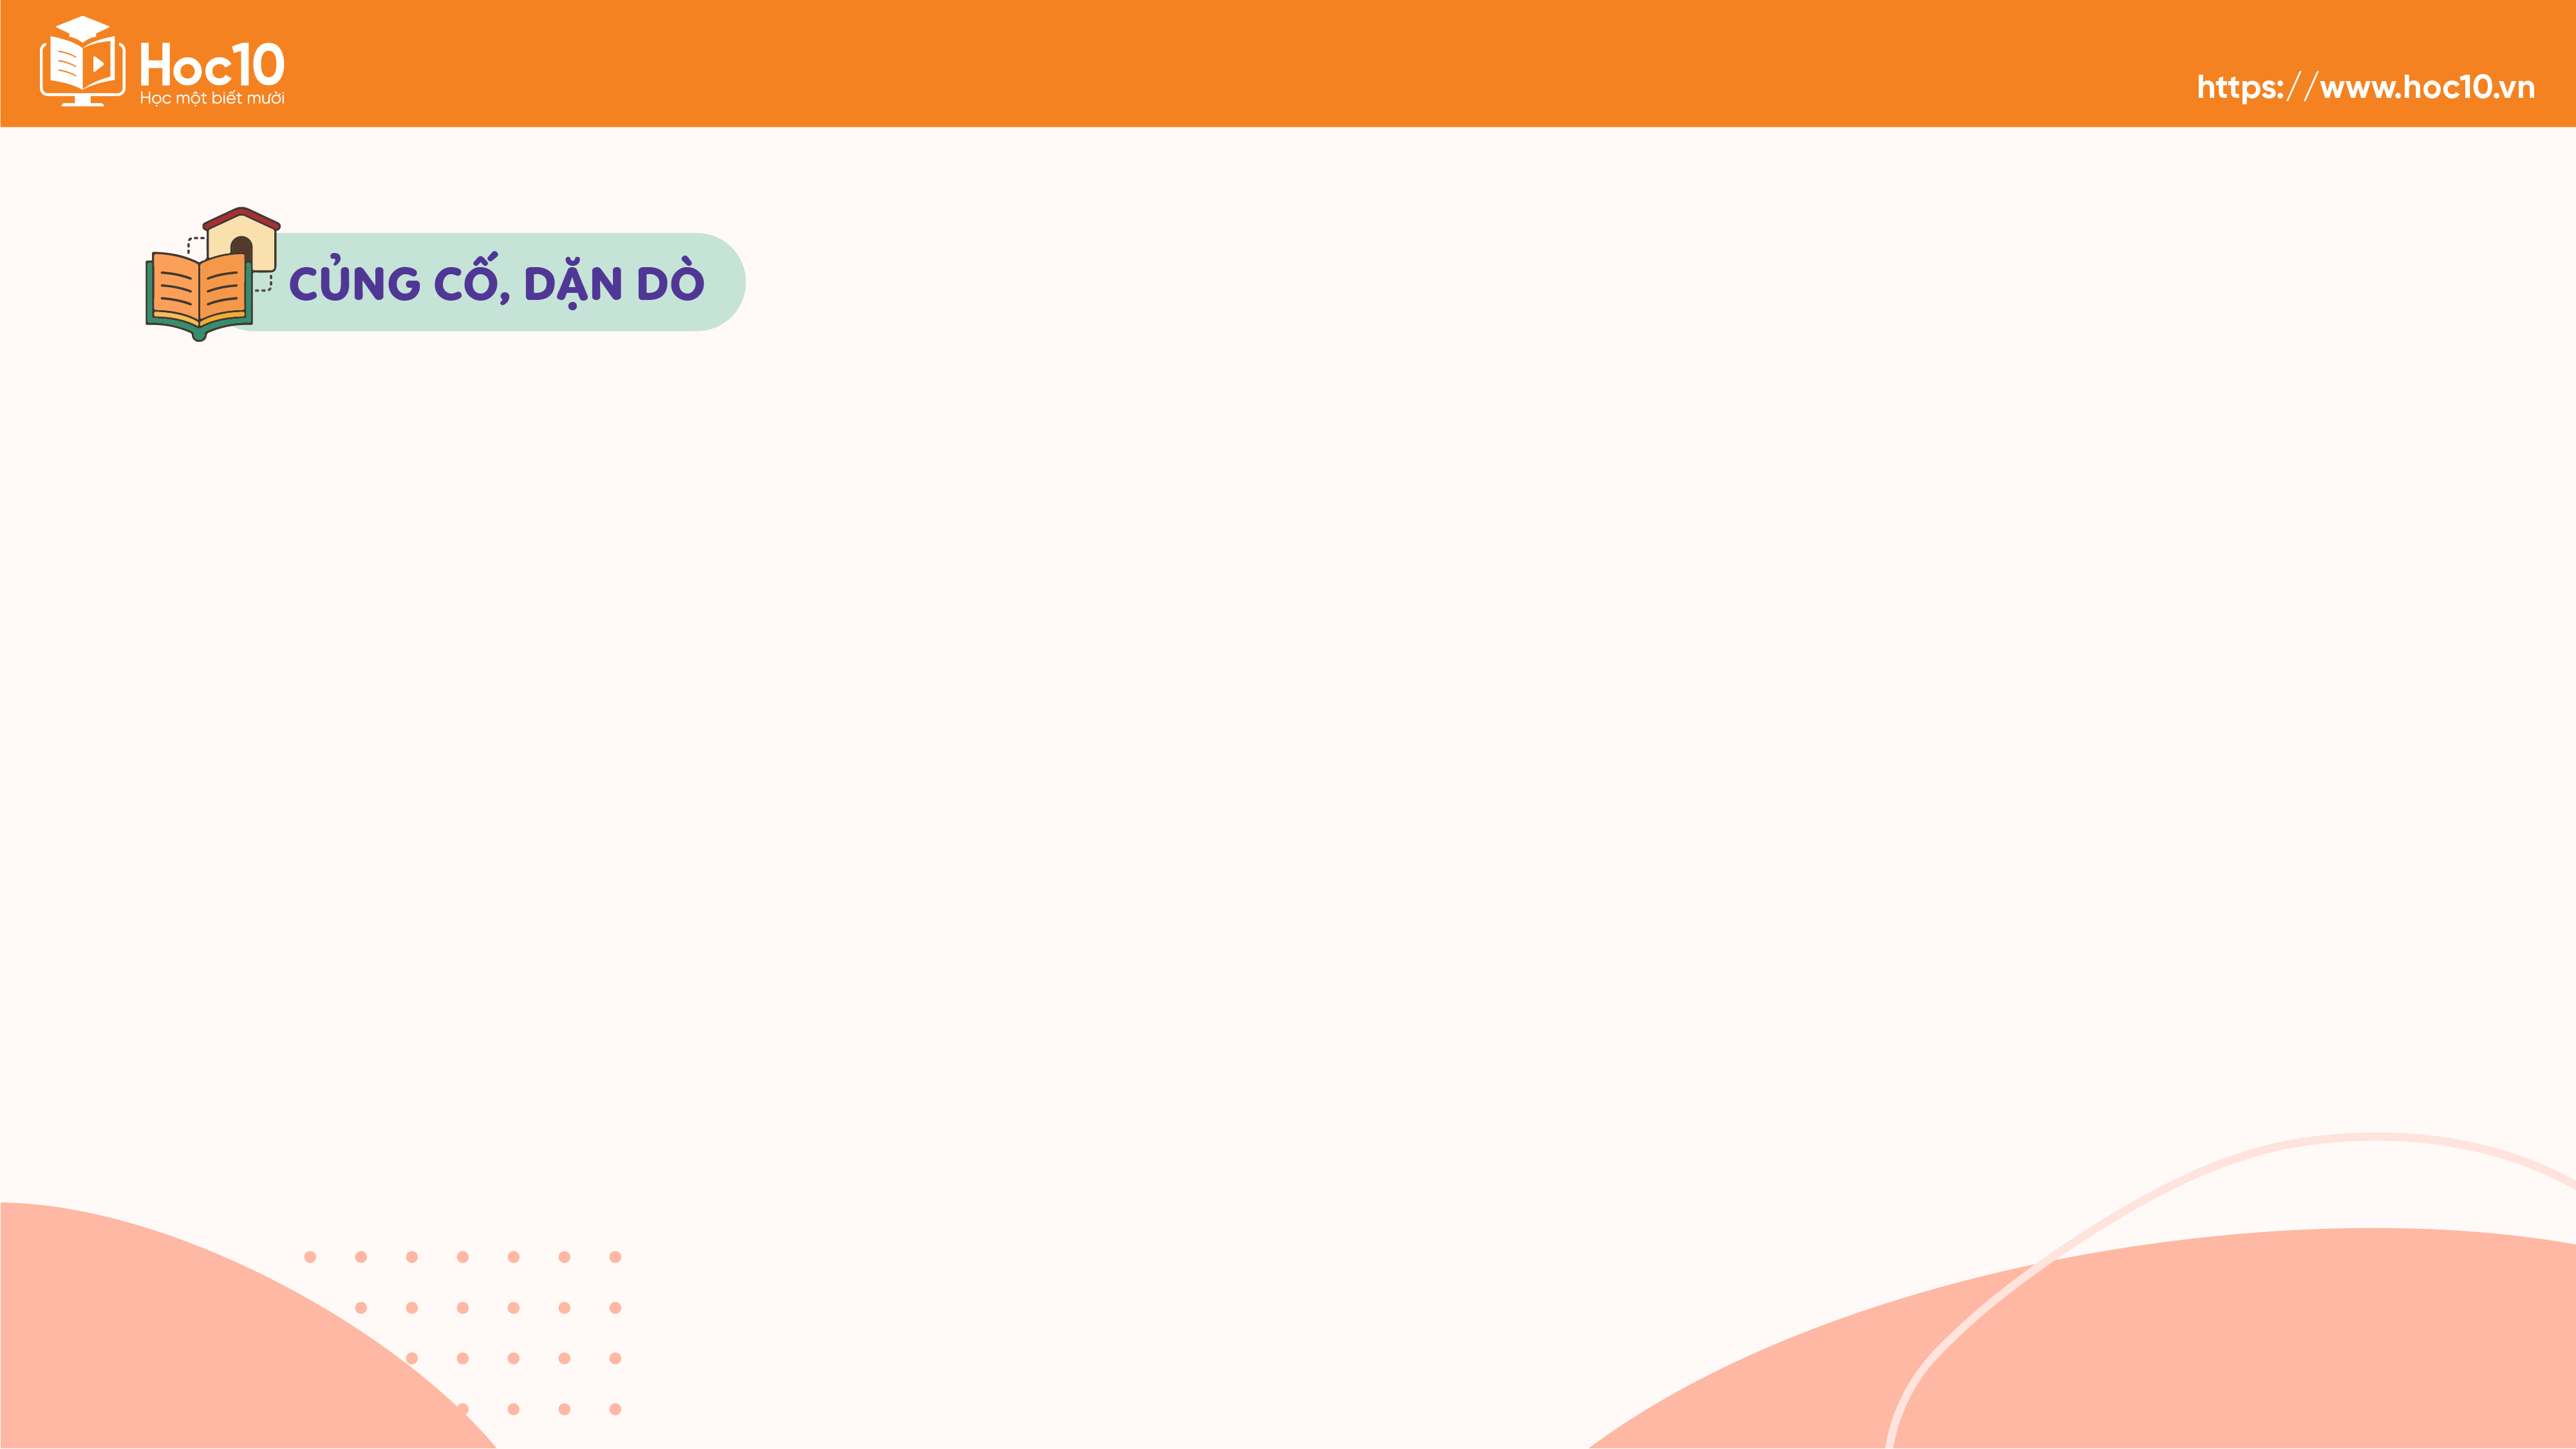 Hoc10
Học một biết mười
https://www.hoc10.vn
CỦNG CỐ, DẶN DÒ